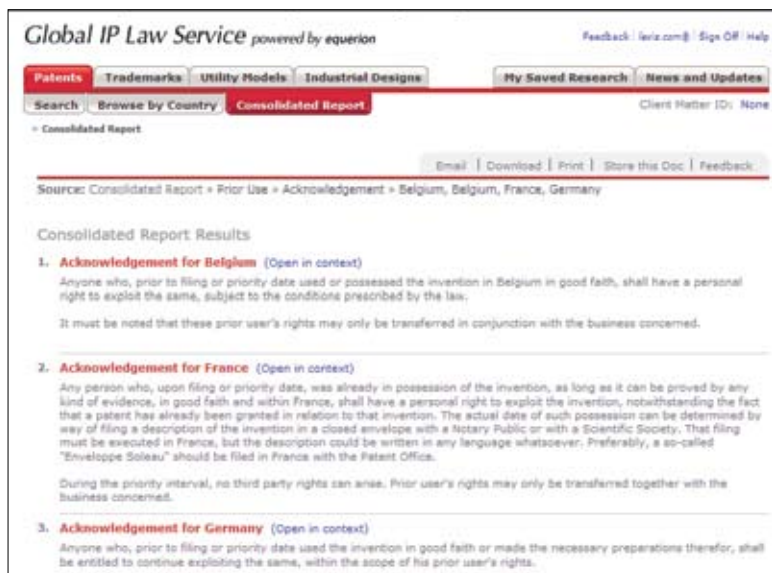 Global IP Law Service powered by equerion
Feedback Sign Off Help
Patents Trademarks Utility Models Industrial Designs My Saved Research News and Updates
Search Browse by Country Consolidated Report Client Matter ID: None
Consolidated Report
Email | Download | Print | Store this Doc | Feedback
Source: Consolidated Report » Prior Use » Acknowledgement » Belgium, Belgium, France, Germany
Consolidated Report Results
1. Acknowledgement for Belgium (Open in context)
Anyone who, prior to filing or priority date used or possessed the invention in Belgium in good faith, shall have a personal
right to exploit the same, subject to the conditions prescribed by the law.
It must be noted that these prior user's rights may only be transferred in conjunction with the business concerned.
2. Acknowledgement for France (Open in context)
Any person who, upon filing or priority date, was already in possession of the invention, as long as it can be proved by any
kind of evidence, in good faith and within France, shall have a personal right to exploit the invention, notwithstanding the fact
that a patent has already been granted in relation to that invention. The actual date of such possession can be determined by
way of filing a description of the invention in a closed envelope with a Notary Public or with a Scientific Society. That filing
must be executed in France, but the description could be written in any language whatsoever. Preferably, a so-called
"Enveloppe Soleau" should be filed in France with the Patent Office.
During the priority interval, no third party rights can arise. Prior user's rights may only be transferred together with the
business concerned.
3. Acknowledgement for Germany (Open in context)
Anyone who, prior to filing or priority date used the invention in good faith or made the necessary preparations therefor, shall
be entitled to continue exploiting the same, within the scope of his prior user's rights.